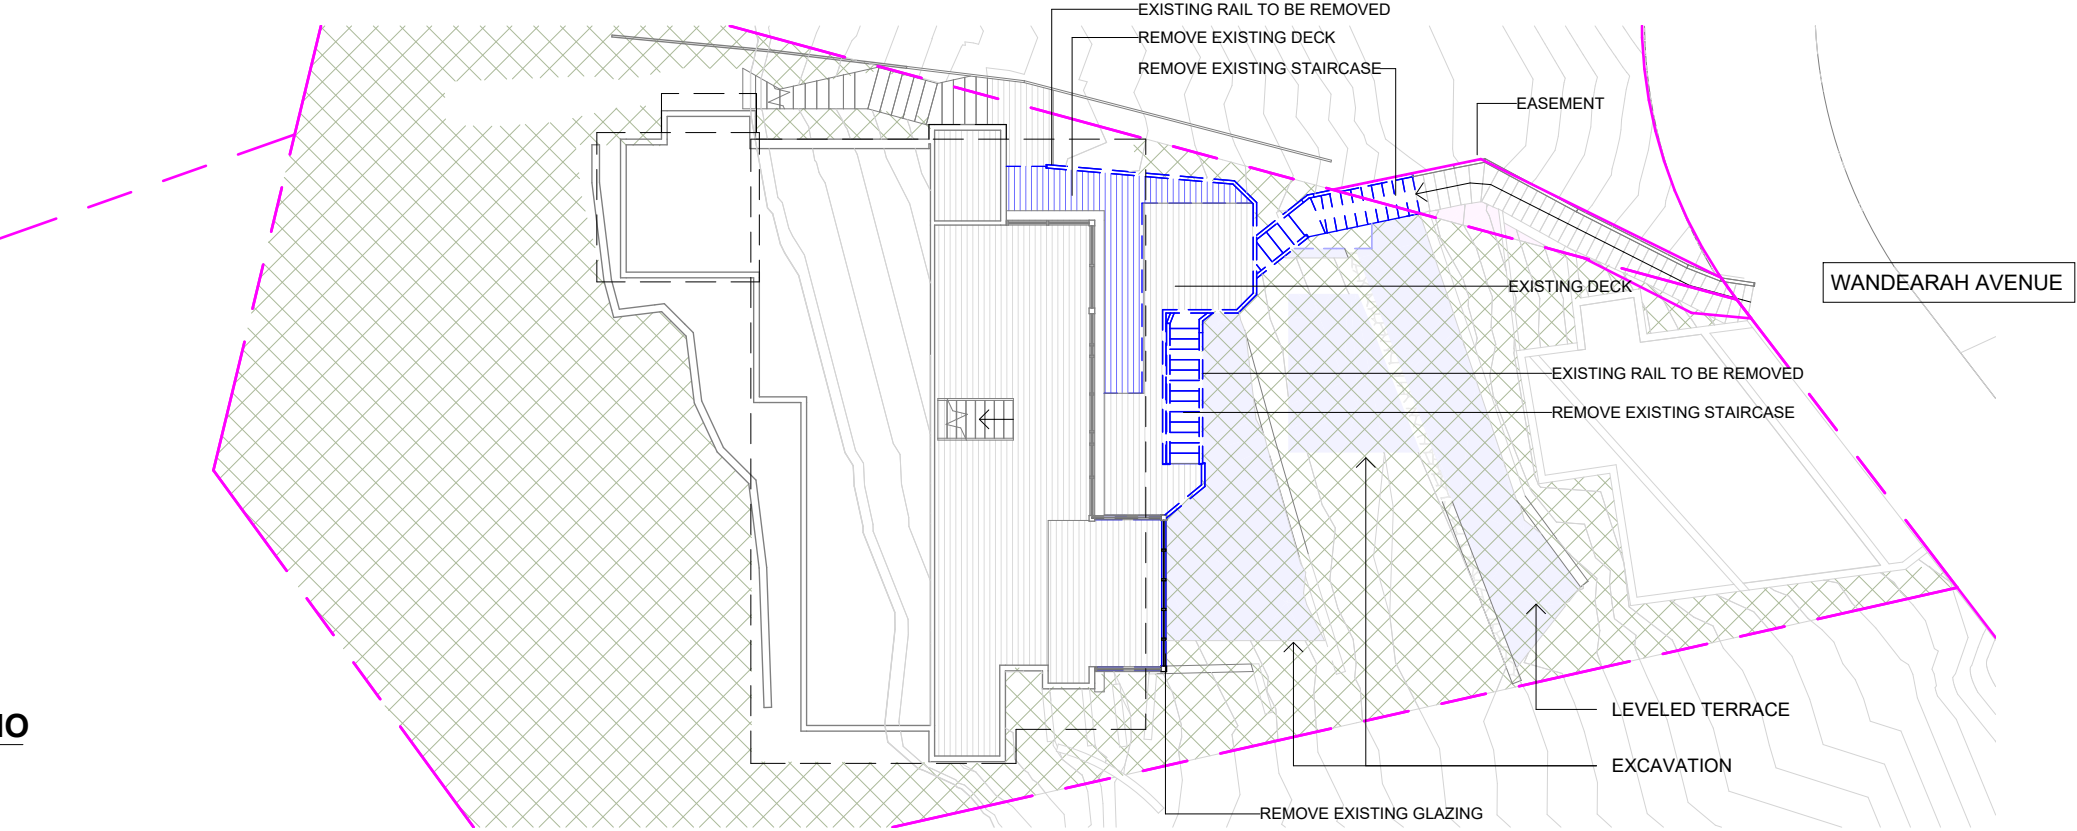 EXISTING RAIL TO BE REMOVED
REMOVE EXISTING DECK
REMOVE EXISTING STAIRCASE
EASEMENT
WANDEARAH AVENUE
EXISTING DECK
EXISTING RAIL TO BE REMOVED
REMOVE EXISTING STAIRCASE
LEVELED TERRACE
EXCAVATION
REMOVE EXISTING GLAZING